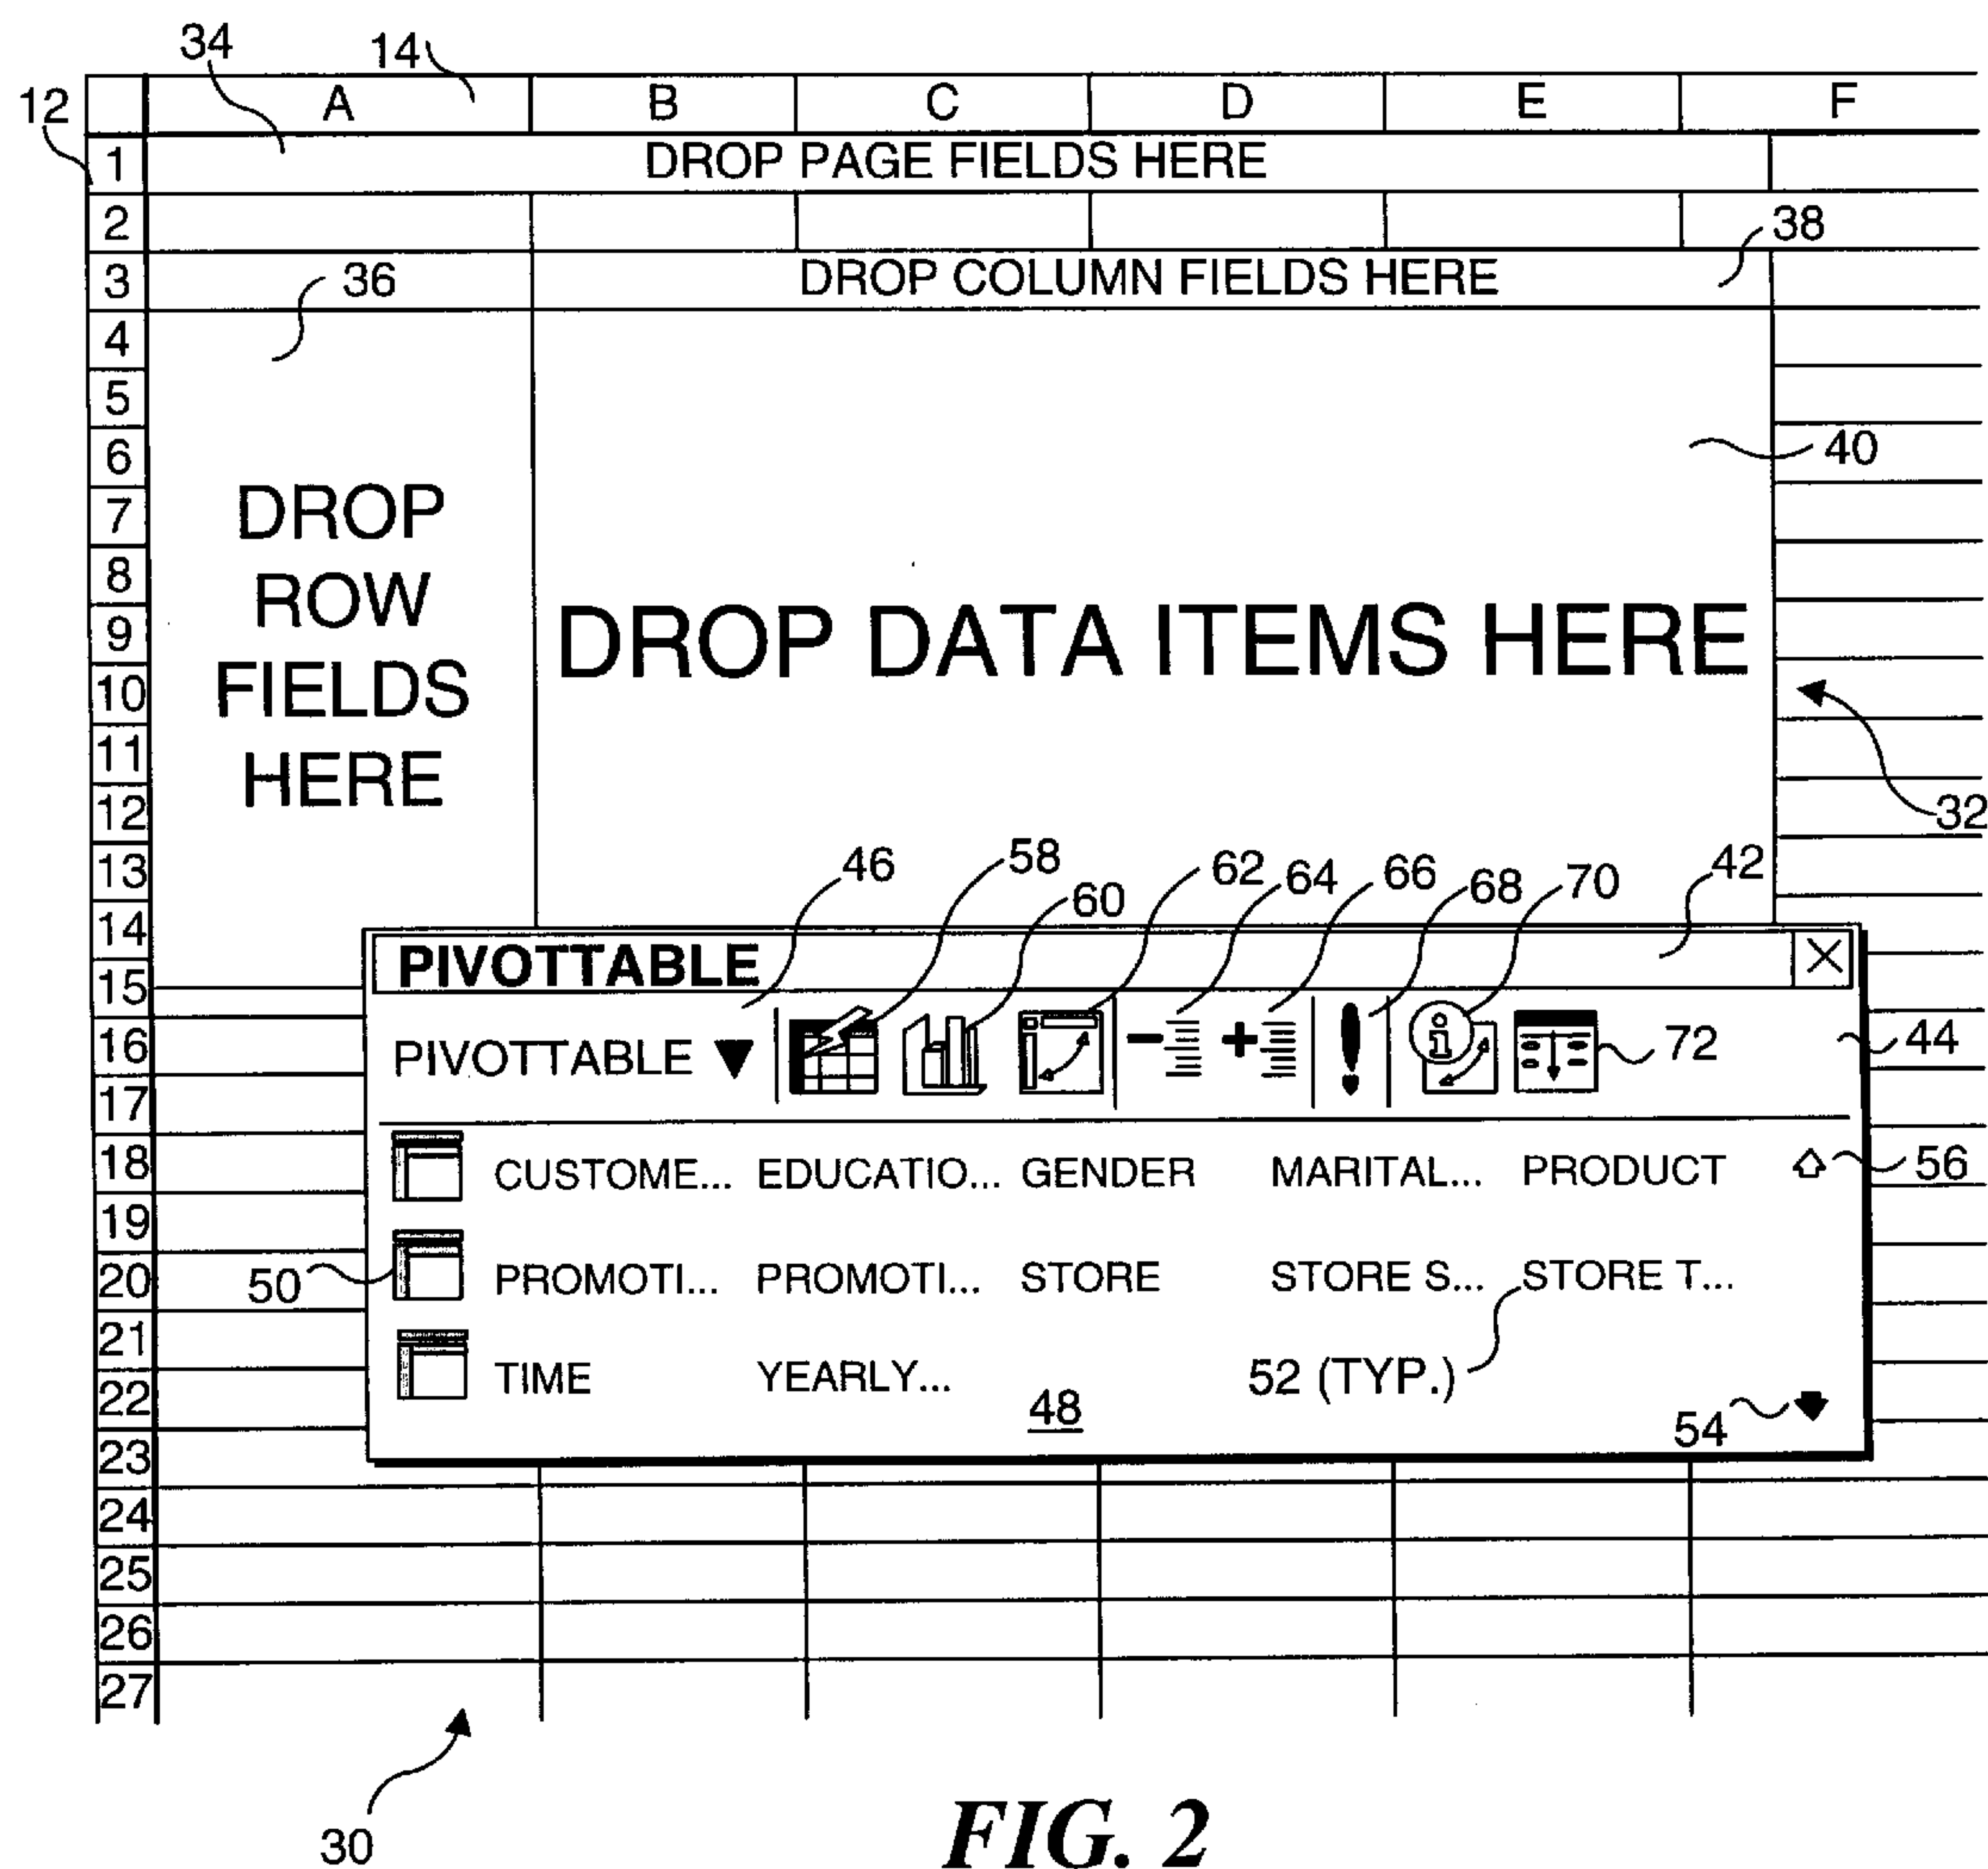 34 14
12 A B C D E F
1 DROP PAGE FIELDS HERE
2 38
3 36 DROP COLUMN FIELDS HERE
4
5
6 40
7 DROP
8 ROW
9 DROP DATA ITEMS HERE
10 FIELDS
11 HERE
12 32
13 46 58 60 62 64 66 68 70 42
14 PIVOTTABLE X
15
16 PIVOTTABLE 72 44
17
18 CUSTOME... EDUCATIO... GENDER MARITAL... PRODUCT 56
19
20 50 PROMOTI... PROMOTI... STORE STORE S... STORE T...
21
22 TIME YEARLY... 52 (TYP.)
48 54
23
24
25
26
27
30
FIG. 2